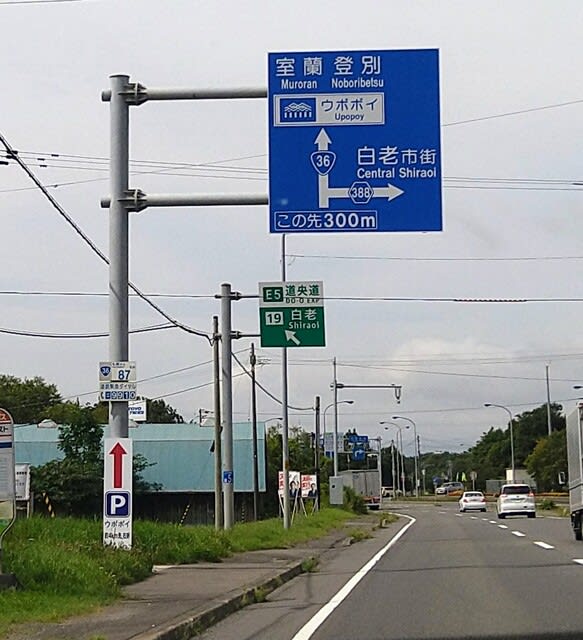 室蘭 登別
Muroran Noboribetsu
ウポポイ
Upopoy
36
白老市街
Central Shiraoi
388
この先300m
E5 道央道
DO-O EXP
19 白老
Shiraoi
36 87
#9910
P
ウポポイ